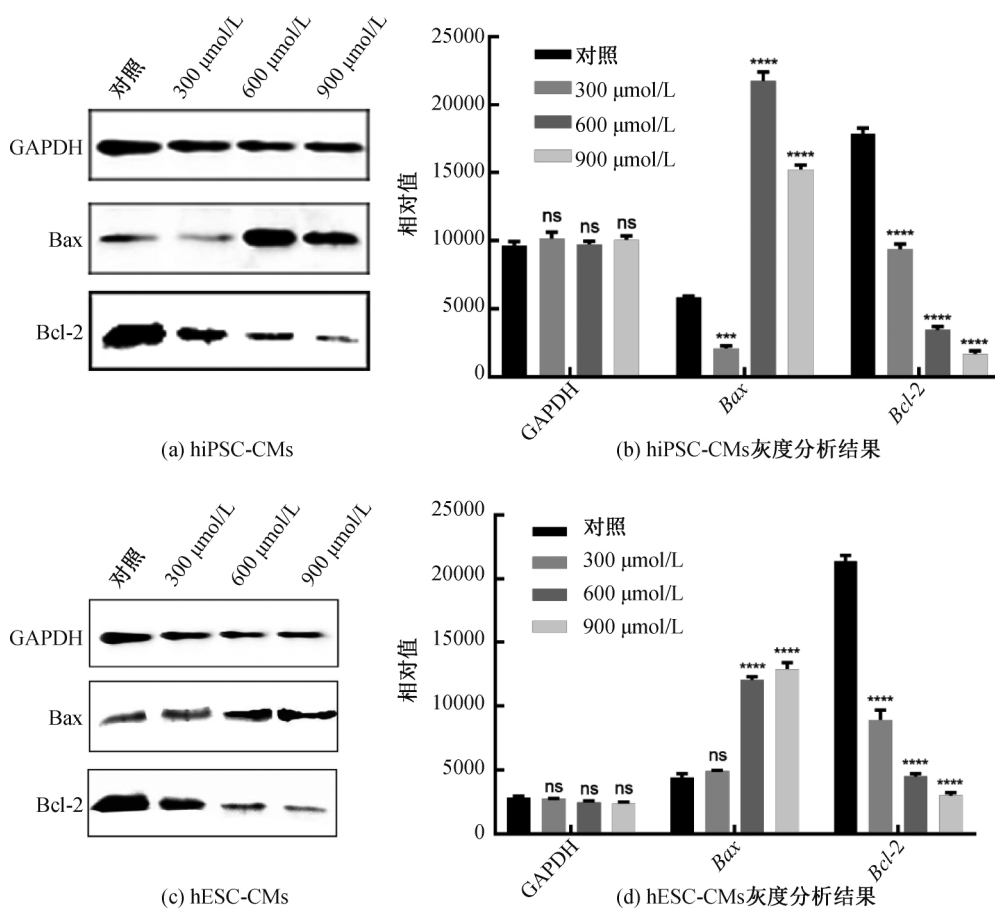 对照
300 μmol/L
600 μmol/L
900 μmol/L
GAPDH
Bax
Bcl-2
(a) hiPSC-CMs
25000
20000
15000
10000
5000
0
相对值
对照
300 μmol/L
600 μmol/L
900 μmol/L
ns
ns
ns
***
****
****
****
****
****
GAPDH
Bax
Bcl-2
(b) hiPSC-CMs灰度分析结果
对照
300 μmol/L
600 μmol/L
900 μmol/L
GAPDH
Bax
Bcl-2
(c) hESC-CMs
25000
20000
15000
10000
5000
0
相对值
对照
300 μmol/L
600 μmol/L
900 μmol/L
ns
ns
ns
ns
****
****
****
****
****
GAPDH
Bax
Bcl-2
(d) hESC-CMs灰度分析结果